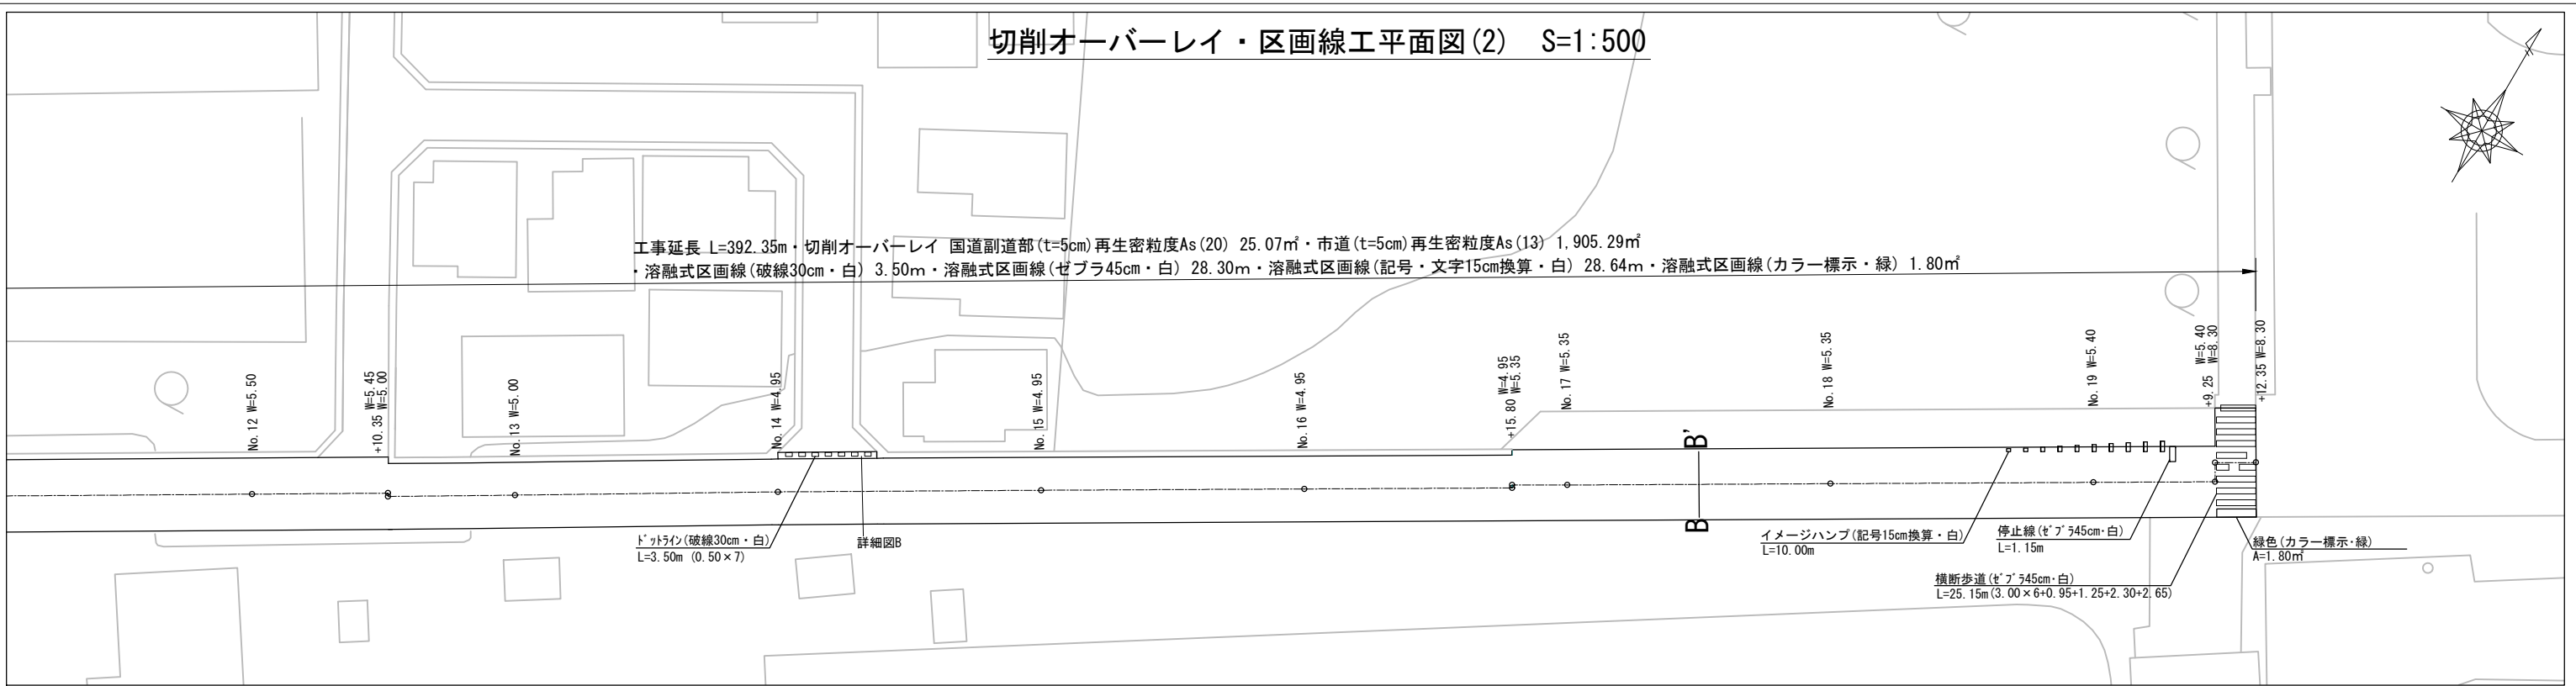 切削オーバーレイ・区画線工平面図(2) S=1:500
工事延長 L=392.35m・切削オーバーレイ 国道副道部(t=5cm)再生密粒度As(20) 25.07㎡・市道(t=5cm)再生密粒度As(13) 1,905.29㎡
・溶融式区画線(破線30cm・白) 3.50m・溶融式区画線(ゼブラ45cm・白) 28.30m・溶融式区画線(記号・文字15cm換算・白) 28.64m・溶融式区画線(カラー標示・緑) 1.80㎡
No.12 W=5.50
+10.35 W=5.45
W=5.00
No.13 W=5.00
No.14 W=4.95
No.15 W=4.95
No.16 W=4.95
+15.80 W=4.95
W=5.35
No.17 W=5.35
No.18 W=5.35
No.19 W=5.40
+9.25 W=5.40
W=8.30
+12.35 W=8.30
B'
B
ﾄﾞｯﾄﾗｲﾝ(破線30cm・白)
L=3.50m (0.50×7)
詳細図B
イメージハンプ(記号15cm換算・白)
L=10.00m
停止線(ｾﾞﾌﾞﾗ45cm・白)
L=1.15m
横断歩道(ｾﾞﾌﾞﾗ45cm・白)
L=25.15m(3.00×6+0.95+1.25+2.30+2.65)
緑色(カラー標示・緑)
A=1.80㎡